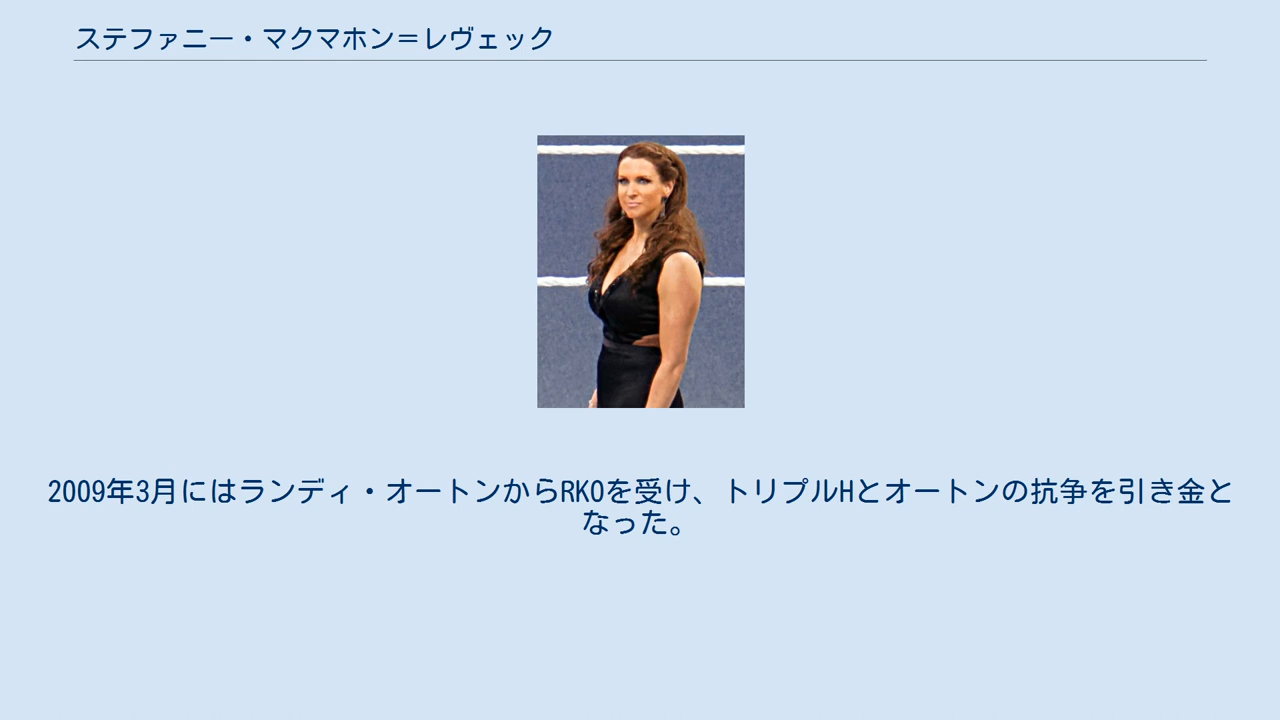 ステファニー・マクマホン＝レヴェック
2009年3月にはランディ・オートンからRKOを受け、トリプルHとオートンの抗争を引き金と
なった。